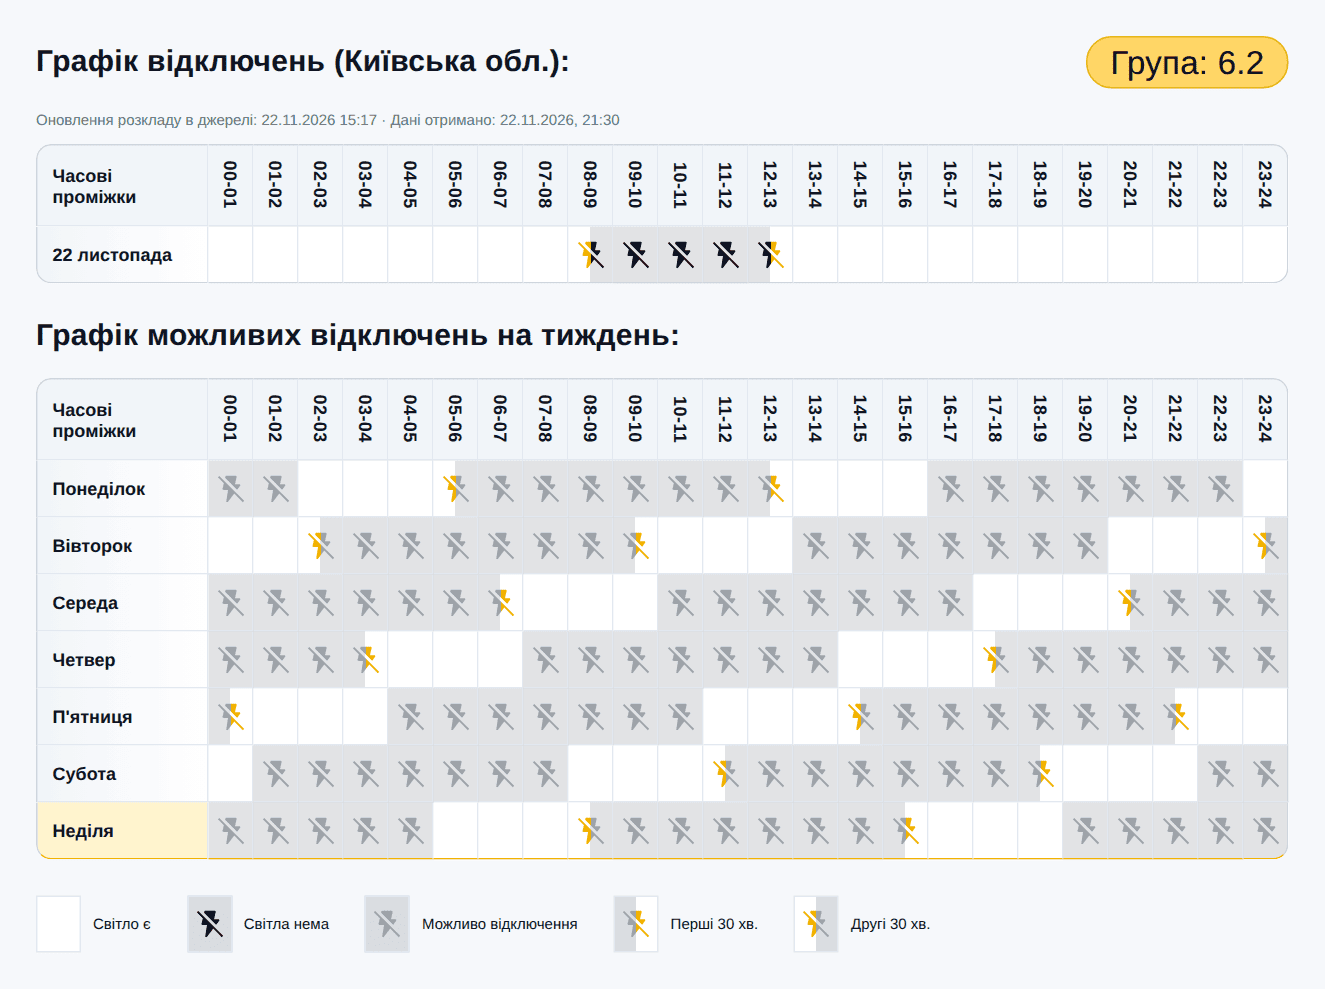 Графік відключень (Київська обл.):
Група: 6.2
Оновлення розкладу в джерелі: 22.11.2026 15:17 · Дані отримано: 22.11.2026, 21:30
Часові проміжки 00-01 01-02 02-03 03-04 04-05 05-06 06-07 07-08 08-09 09-10 10-11 11-12 12-13 13-14 14-15 15-16 16-17 17-18 18-19 19-20 20-21 21-22 22-23 23-24
22 листопада
Графік можливих відключень на тиждень:
Часові проміжки 00-01 01-02 02-03 03-04 04-05 05-06 06-07 07-08 08-09 09-10 10-11 11-12 12-13 13-14 14-15 15-16 16-17 17-18 18-19 19-20 20-21 21-22 22-23 23-24
Понеділок
Вівторок
Середа
Четвер
П'ятниця
Субота
Неділя
Світло є Світла нема Можливо відключення Перші 30 хв. Другі 30 хв.